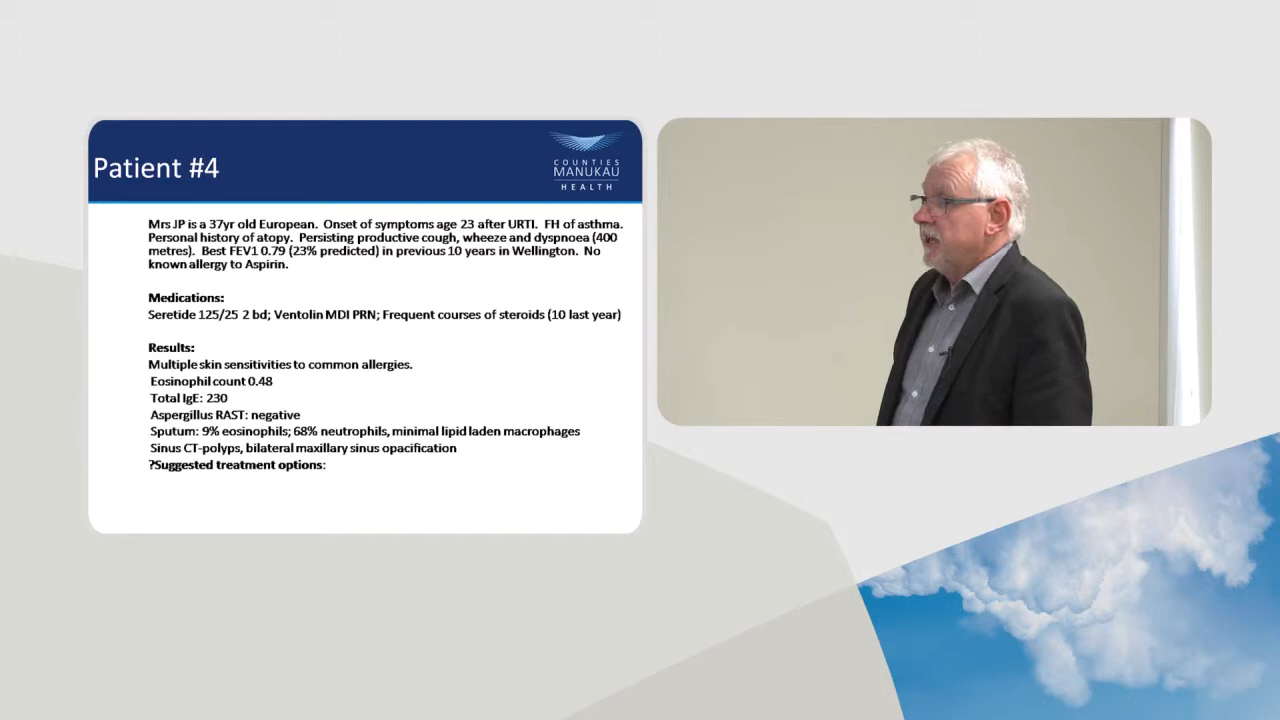 Patient #4
COUNTIES
MANUKAU
HEALTH
Mrs JP is a 37yr old European. Onset of symptoms age 23 after URTI. FH of asthma.
Personal history of atopy. Persisting productive cough, wheeze and dyspnoea (400
metres). Best FEV1 0.79 (23% predicted) in previous 10 years in Wellington. No
known allergy to Aspirin.
Medications:
Seretide 125/25 2 bd; Ventolin MDI PRN; Frequent courses of steroids (10 last year)
Results:
Multiple skin sensitivities to common allergies.
Eosinophil count 0.48
Total IgE: 230
Aspergillus RAST: negative
Sputum: 9% eosinophils; 68% neutrophils, minimal lipid laden macrophages
Sinus CT-polyps, bilateral maxillary sinus opacification
?Suggested treatment options: